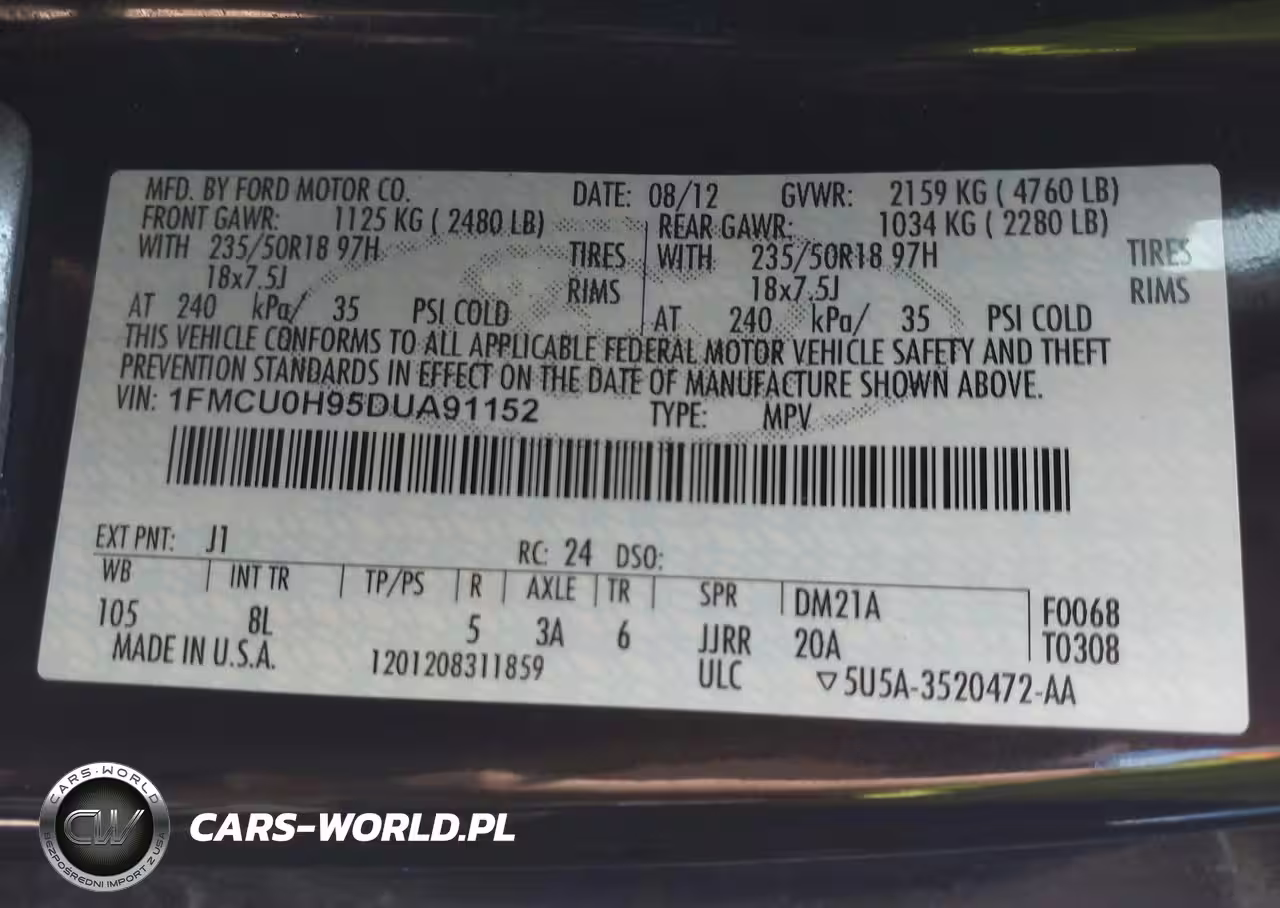 MFD. BY FORD MOTOR CO. DATE: 08/12 GVWR: 2159 KG ( 4760 LB)
FRONT GAWR: 1125 KG ( 2480 LB) REAR GAWR: 1034 KG ( 2280 LB)
WITH 235/50R18 97H TIRES WITH 235/50R18 97H TIRES
18x7.5J RIMS 18x7.5J RIMS
AT 240 kPa/ 35 PSI COLD AT 240 kPa/ 35 PSI COLD
THIS VEHICLE CONFORMS TO ALL APPLICABLE FEDERAL MOTOR VEHICLE SAFETY AND THEFT
PREVENTION STANDARDS IN EFFECT ON THE DATE OF MANUFACTURE SHOWN ABOVE.
VIN: 1FMCU0H95DUA91152 TYPE: MPV
EXT PNT: J1 RC: 24 DSO:
WB INT TR TP/PS R AXLE TR SPR DM21A F0068
105 8L 5 3A 6 JJRR 20A T0308
MADE IN U.S.A. 1201208311859 ULC ▽5U5A-3520472-AA
CARS-WORLD
CW
BEZPOŚREDNI IMPORT Z USA
CARS-WORLD.PL